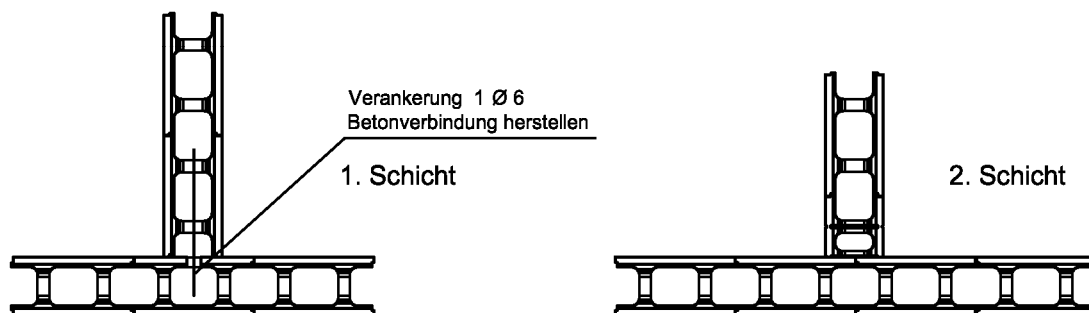 Verankerung 1 Ø 6
Betonverbindung herstellen
1. Schicht
2. Schicht